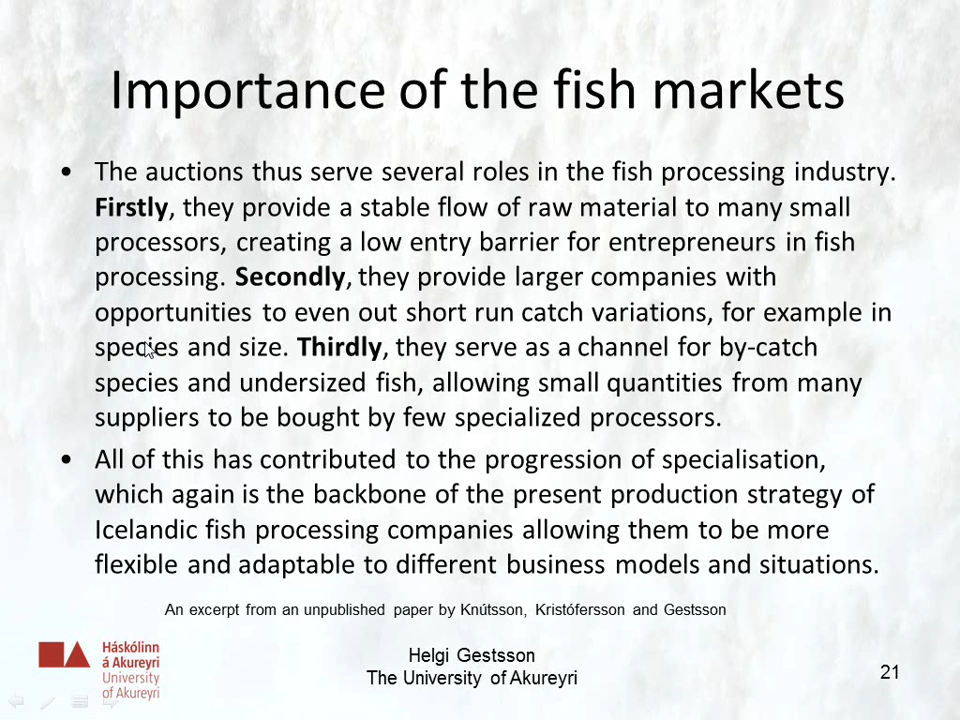 Importance of the fish markets
• The auctions thus serve several roles in the fish processing industry.
Firstly, they provide a stable flow of raw material to many small
processors, creating a low entry barrier for entrepreneurs in fish
processing. Secondly, they provide larger companies with
opportunities to even out short run catch variations, for example in
species and size. Thirdly, they serve as a channel for by-catch
species and undersized fish, allowing small quantities from many
suppliers to be bought by few specialized processors.
• All of this has contributed to the progression of specialisation,
which again is the backbone of the present production strategy of
Icelandic fish processing companies allowing them to be more
flexible and adaptable to different business models and situations.
An excerpt from an unpublished paper by Knútsson, Kristófersson and Gestsson
Háskólinn
á Akureyri
University
of Akureyri
Helgi Gestsson
The University of Akureyri
21